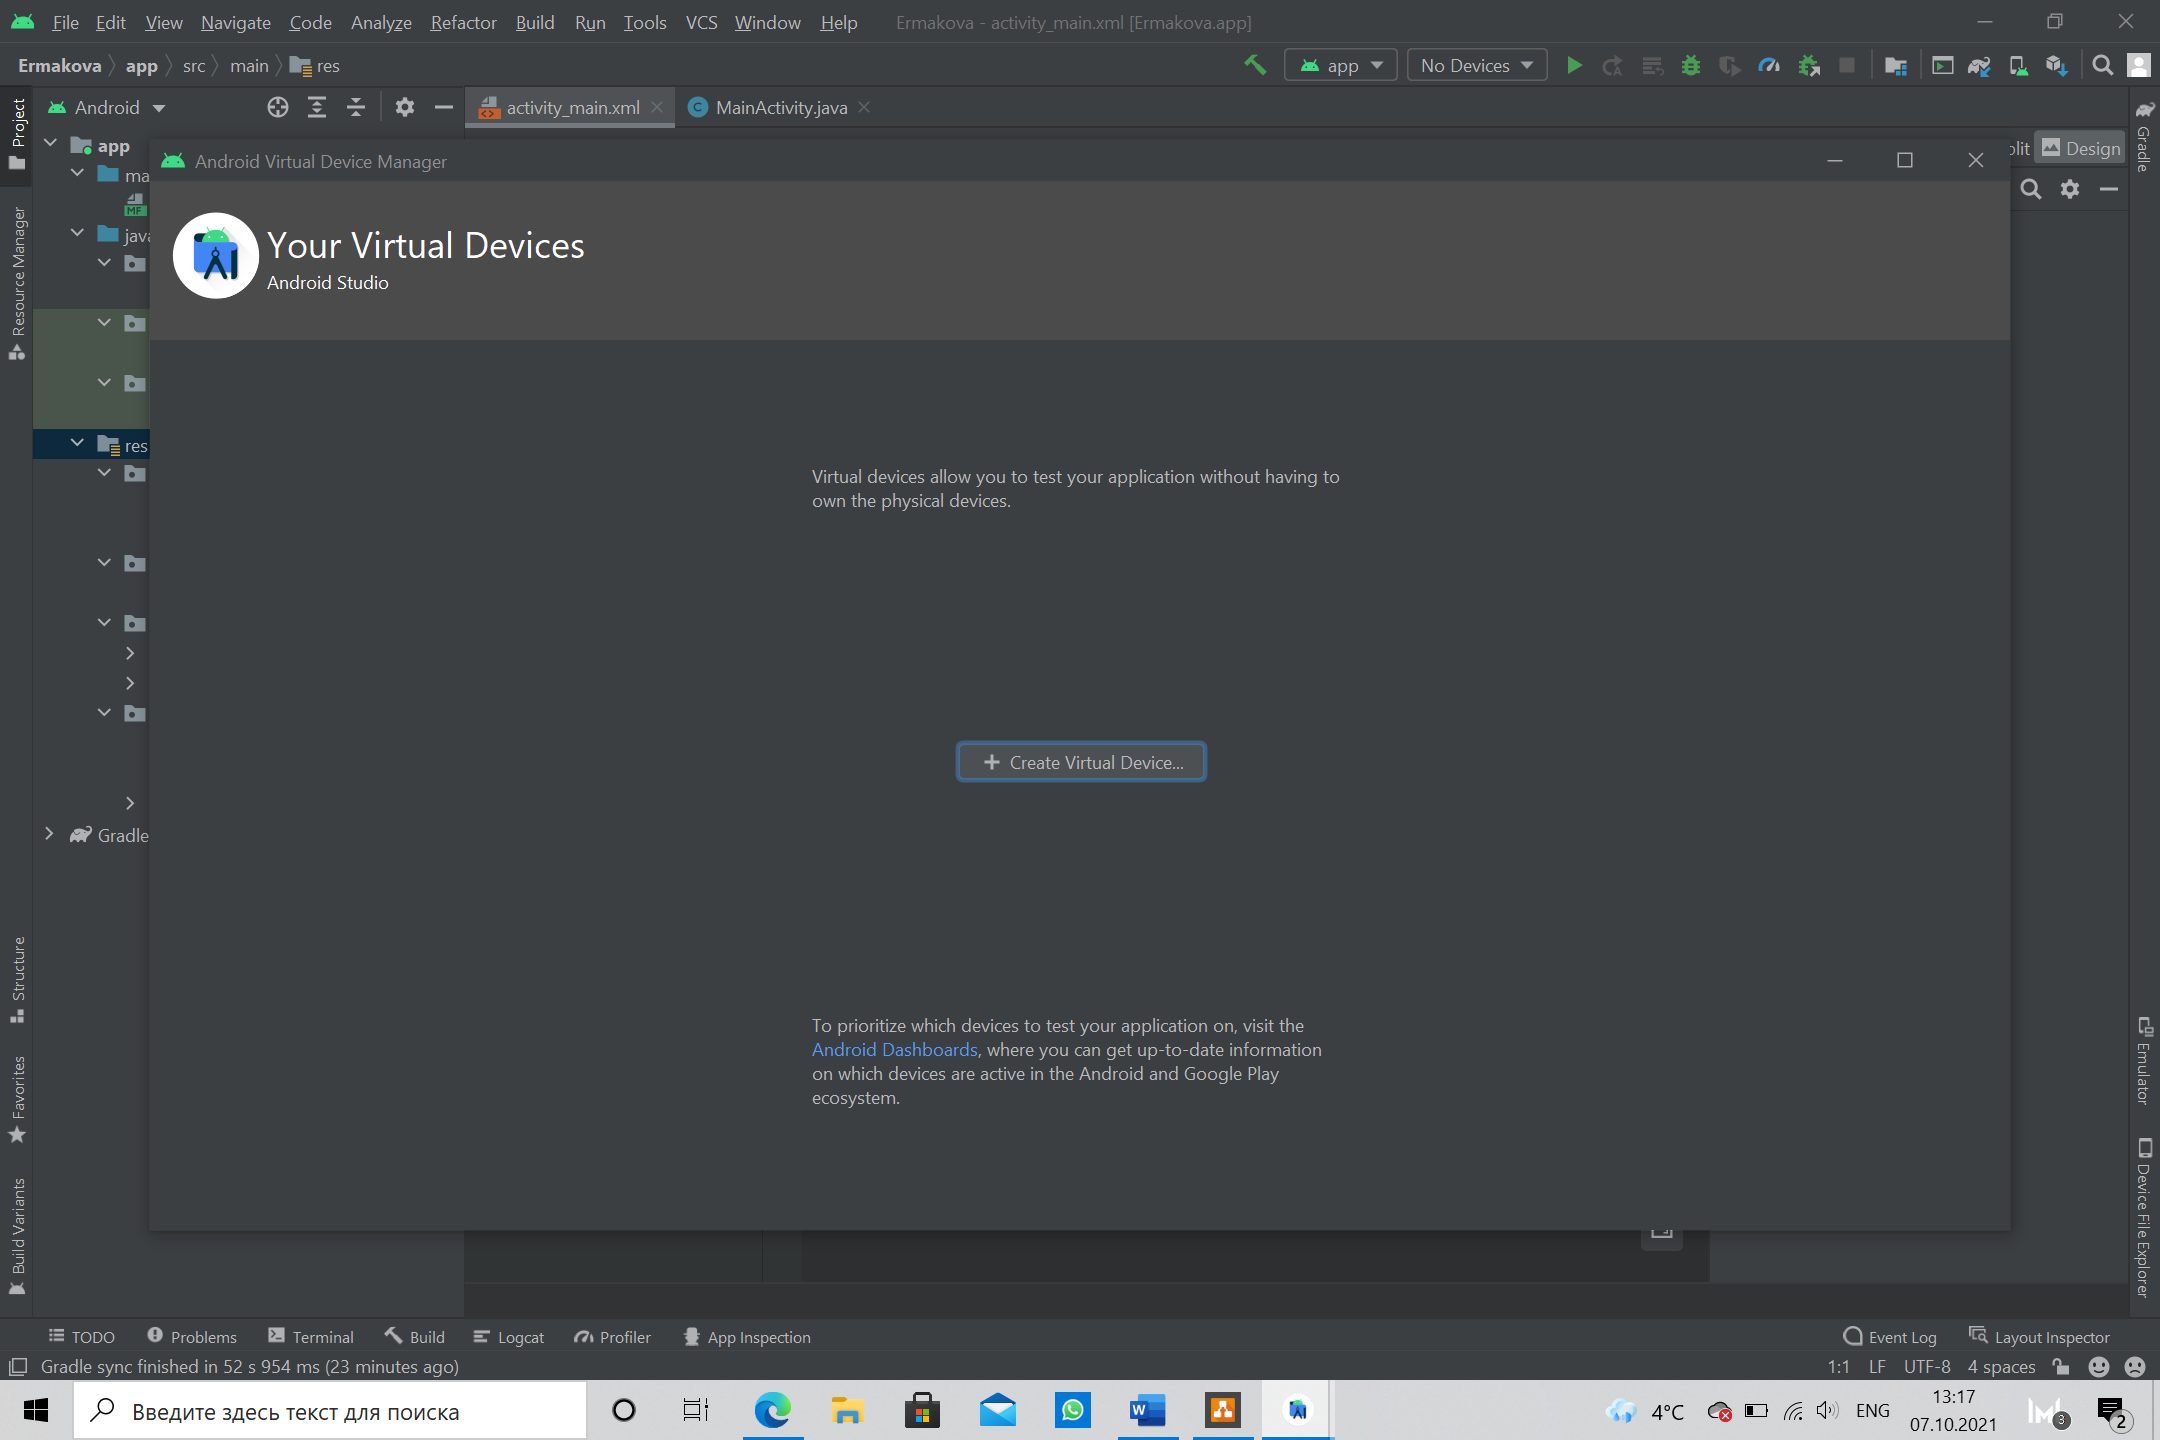 File Edit View Navigate Code Analyze Refactor Build Run Tools VCS Window Help Ermakova - activity_main.xml [Ermakova.app]
Ermakova app src main res app No Devices
Project
Android activity_main.xml MainActivity.java
Gradle
app
Android Virtual Device Manager
Design
ma
MF
java
Your Virtual Devices
Android Studio
Resource Manager
res
Virtual devices allow you to test your application without having to
own the physical devices.
Create Virtual Device...
Gradle
Structure
To prioritize which devices to test your application on, visit the
Android Dashboards, where you can get up-to-date information
on which devices are active in the Android and Google Play
ecosystem.
Favorites
Emulator
Build Variants
Device File Explorer
TODO Problems Terminal Build Logcat Profiler App Inspection Event Log Layout Inspector
Gradle sync finished in 52 s 954 ms (23 minutes ago) 1:1 LF UTF-8 4 spaces
Введите здесь текст для поиска
4°C ENG 13:17
07.10.2021
3
2